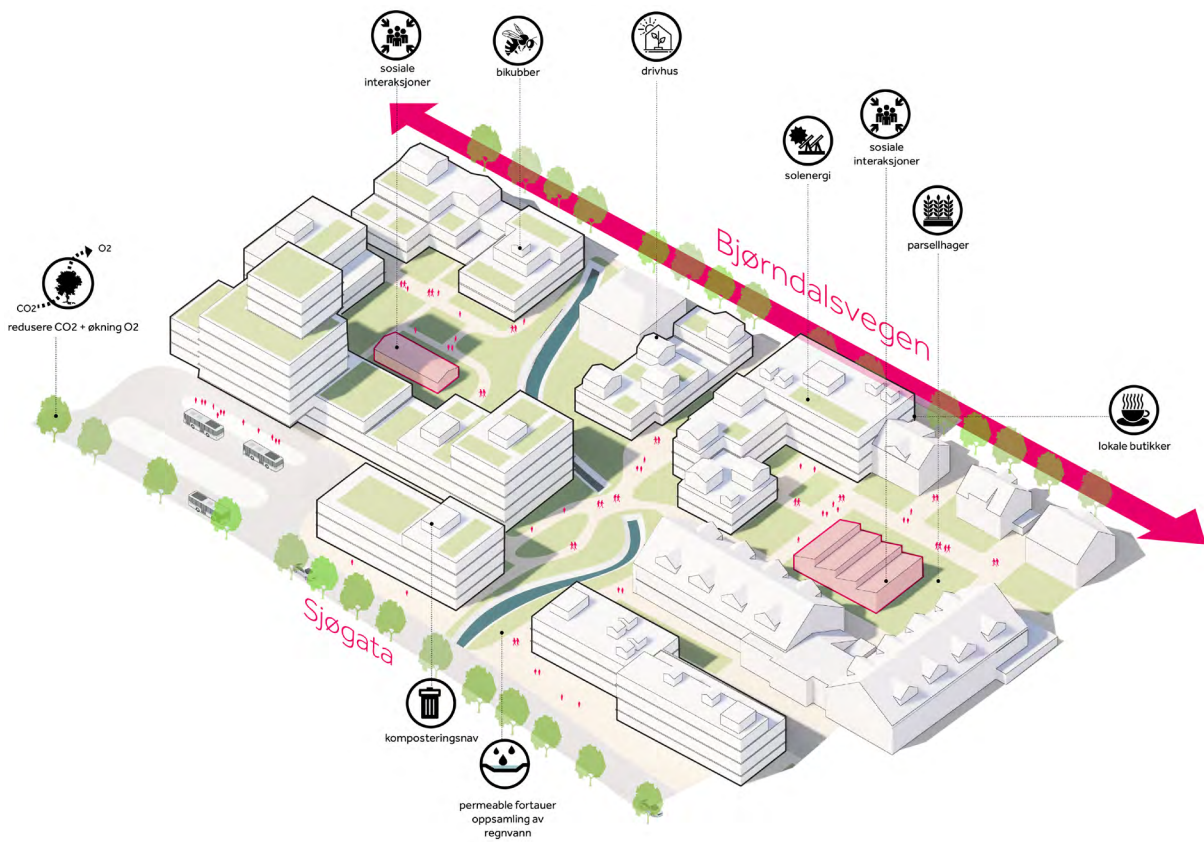 sosiale
interaksjoner
bikubber
drivhus
solenergi
sosiale
interaksjoner
parsellhager
O2
CO2
redusere CO2 + økning O2
Bjørndalsvegen
lokale butikker
Sjøgata
komposteringsnav
permeable fortauer
oppsamling av
regnvann